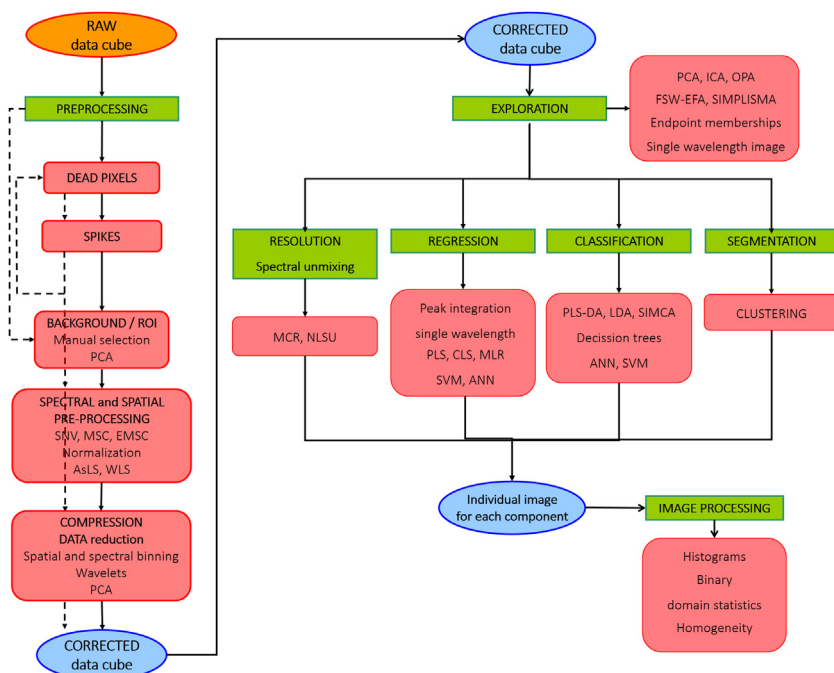 RAW
data cube
PREPROCESSING
DEAD PIXELS
SPIKES
BACKGROUND / ROI
Manual selection
PCA
SPECTRAL and SPATIAL
PRE-PROCESSING
SNV, MSC, EMSC
Normalization
AsLS, WLS
COMPRESSION
DATA reduction
Spatial and spectral binning
Wavelets
PCA
CORRECTED
data cube
CORRECTED
data cube
EXPLORATION
PCA, ICA, OPA
FSW-EFA, SIMPLISMA
Endpoint memberships
Single wavelength image
RESOLUTION
Spectral unmixing
MCR, NLSU
REGRESSION
Peak integration
single wavelength
PLS, CLS, MLR
SVM, ANN
CLASSIFICATION
PLS-DA, LDA, SIMCA
Decission trees
ANN, SVM
SEGMENTATION
CLUSTERING
Individual image
for each component
IMAGE PROCESSING
Histograms
Binary
domain statistics
Homogeneity